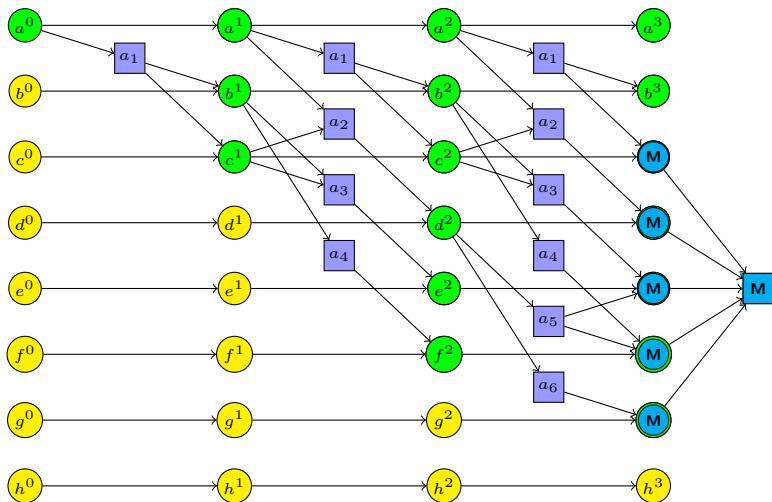 a⁰ a¹ a² a³
a₁ a₁ a₁
b⁰ b¹ b² b³
a₂ a₂
c⁰ c¹ c² M
a₃ a₃
d⁰ d¹ d² M
a₄ a₄
e⁰ e¹ e² M M
a₅
f⁰ f¹ f² M
a₆
g⁰ g¹ g² M
h⁰ h¹ h² h³